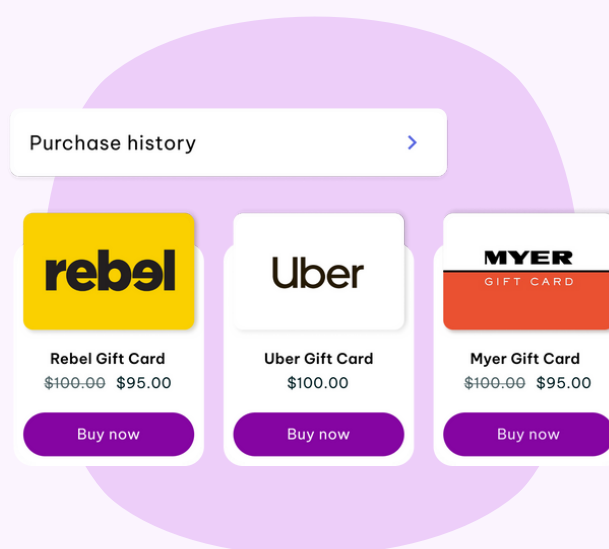 Purchase history
rebel
Uber
MYER
GIFT CARD
Rebel Gift Card
$100.00 $95.00
Uber Gift Card
$100.00
Myer Gift Card
$100.00 $95.00
Buy now
Buy now
Buy now